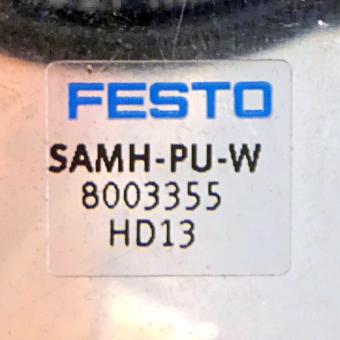 FESTO
SAMH-PU-W
8003355
HD13